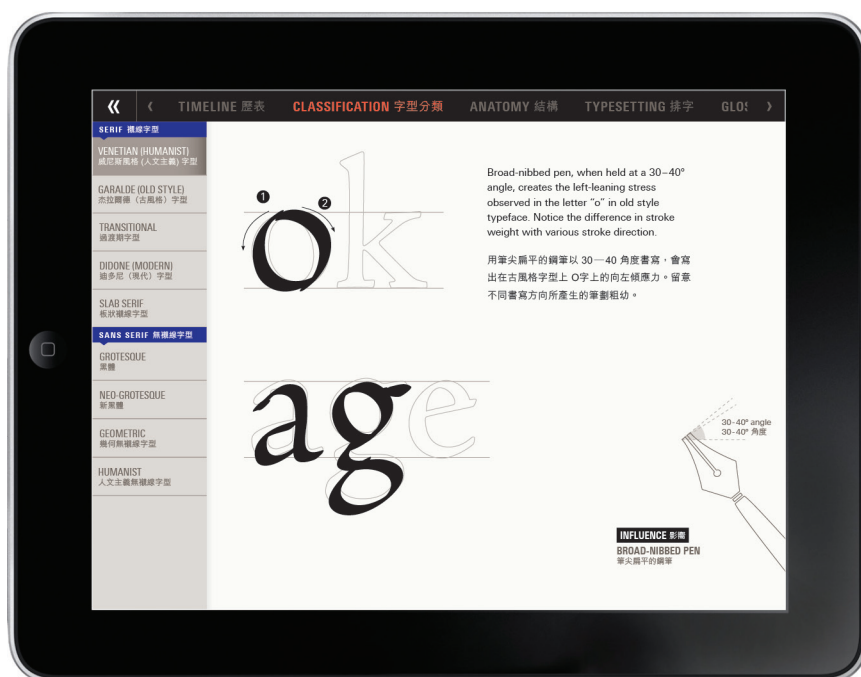 « ‹ TIMELINE 歷表 CLASSIFICATION 字型分類 ANATOMY 結構 TYPESETTING 排字 GLOS ›
SERIF 襯線字型
VENETIAN (HUMANIST)
威尼斯風格 (人文主義) 字型
GARALDE (OLD STYLE)
杰拉爾德（古風格）字型
TRANSITIONAL
過渡期字型
DIDONE (MODERN)
迪多尼（現代）字型
SLAB SERIF
板狀襯線字型
SANS SERIF 無襯線字型
GROTESQUE
黑體
NEO-GROTESQUE
新黑體
GEOMETRIC
幾何無襯線字型
HUMANIST
人文主義無襯線字型
1 2
ok
Broad-nibbed pen, when held at a 30–40°
angle, creates the left-leaning stress
observed in the letter “o” in old style
typeface. Notice the difference in stroke
weight with various stroke direction.
用筆尖扁平的鋼筆以 30—40 角度書寫，會寫
出在古風格字型上 O字上的向左傾應力。留意
不同書寫方向所產生的筆劃粗幼。
age
30-40° angle
30-40° 角度
INFLUENCE 影響
BROAD-NIBBED PEN
筆尖扁平的鋼筆